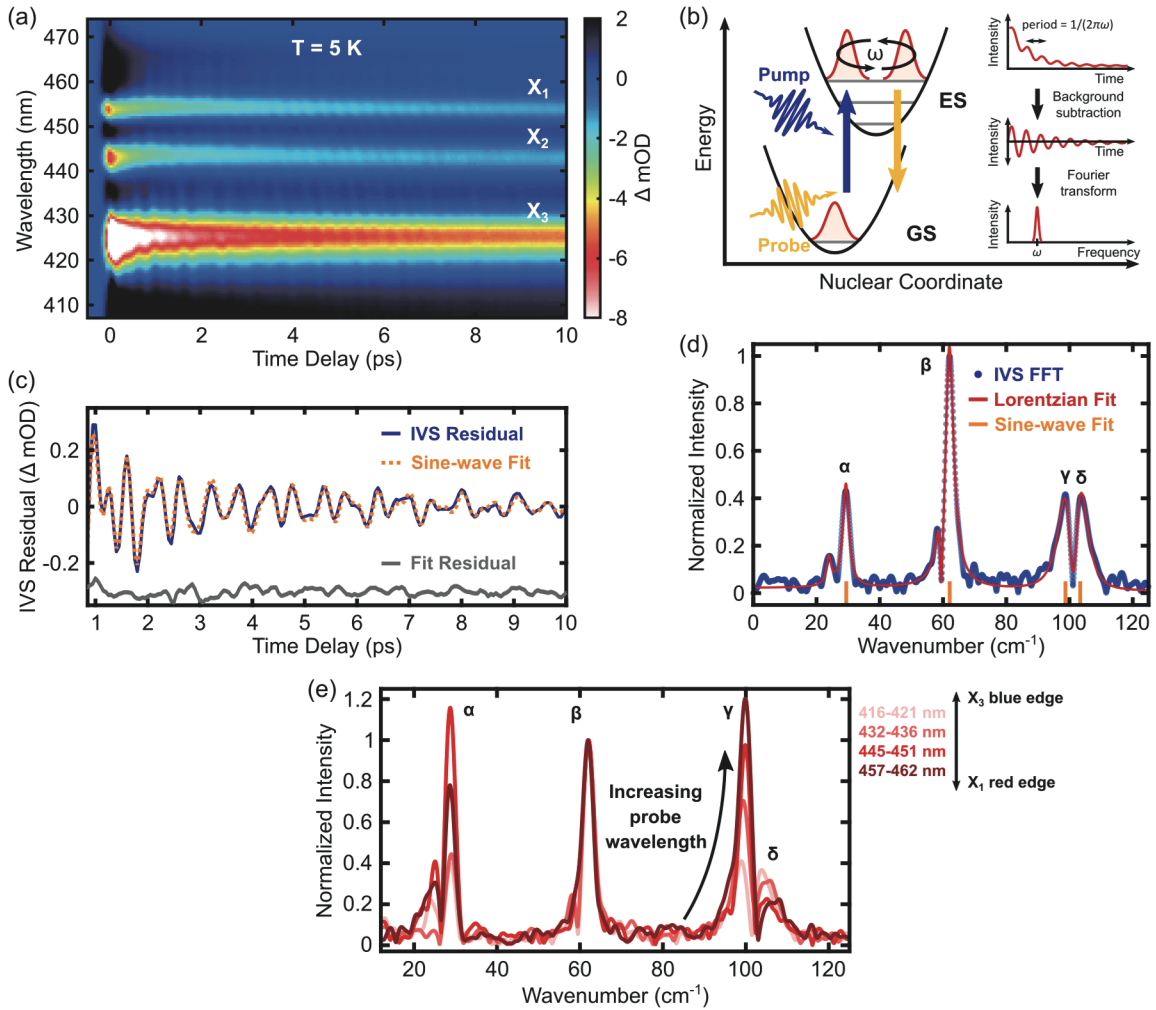 (a)
T = 5 K
X1
X2
X3
470
460
450
440
430
420
410
Wavelength (nm)
0
2
4
6
8
10
Time Delay (ps)
2
0
-2
-4
-6
-8
Δ mOD
(b)
Energy
Nuclear Coordinate
Pump
Probe
ω
ES
GS
Intensity
period = 1/(2πω)
Time
Background
subtraction
Intensity
Time
Fourier
transform
Intensity
ω
Frequency
(c)
IVS Residual (Δ mOD)
0.2
0
-0.2
IVS Residual
Sine-wave Fit
Fit Residual
1 2 3 4 5 6 7 8 9 10
Time Delay (ps)
(d)
Normalized Intensity
1
0.8
0.6
0.4
0.2
0
α
β
γ δ
IVS FFT
Lorentzian Fit
Sine-wave Fit
0 20 40 60 80 100 120
Wavenumber (cm⁻¹)
(e)
Normalized Intensity
1.2
1
0.8
0.6
0.4
0.2
0
α
β
γ
δ
Increasing
probe
wavelength
20 40 60 80 100 120
Wavenumber (cm⁻¹)
416-421 nm
432-436 nm
445-451 nm
457-462 nm
X3 blue edge
X1 red edge